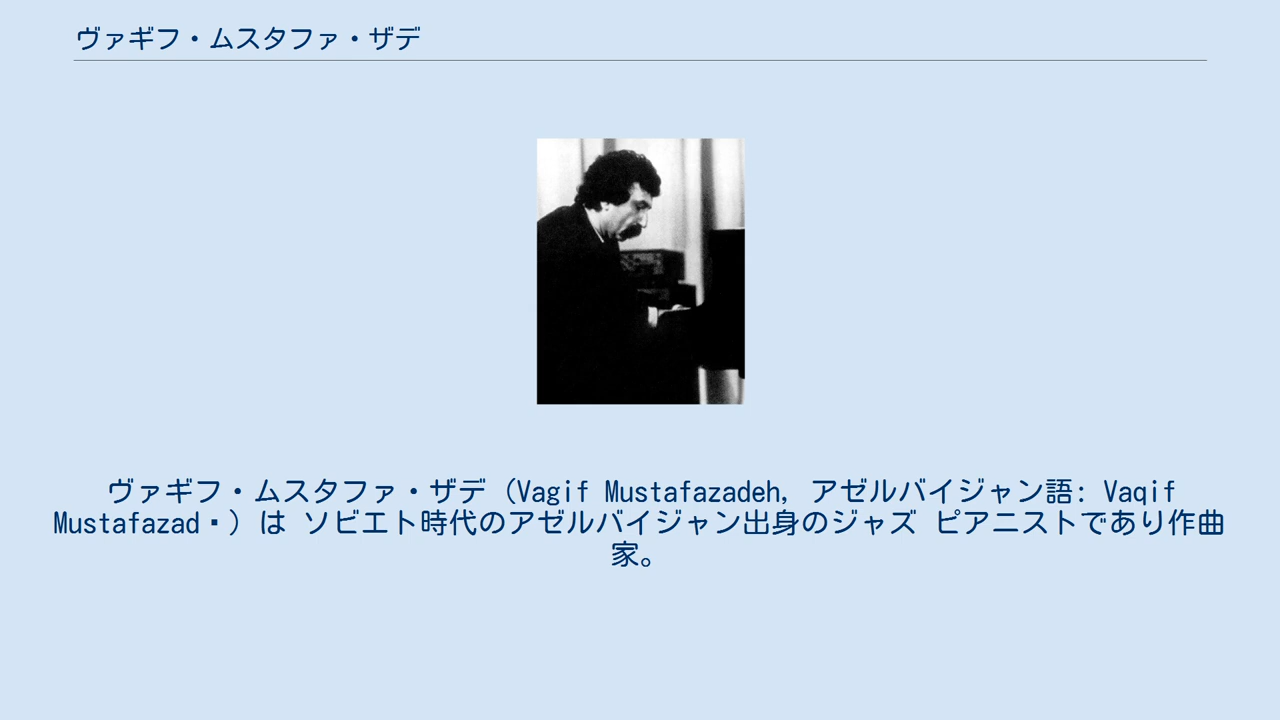 ヴァギフ・ムスタファ・ザデ
ヴァギフ・ムスタファ・ザデ（Vagif Mustafazadeh, アゼルバイジャン語: Vaqif
Mustafazad▪）は ソビエト時代のアゼルバイジャン出身のジャズ ピアニストであり作曲
家。